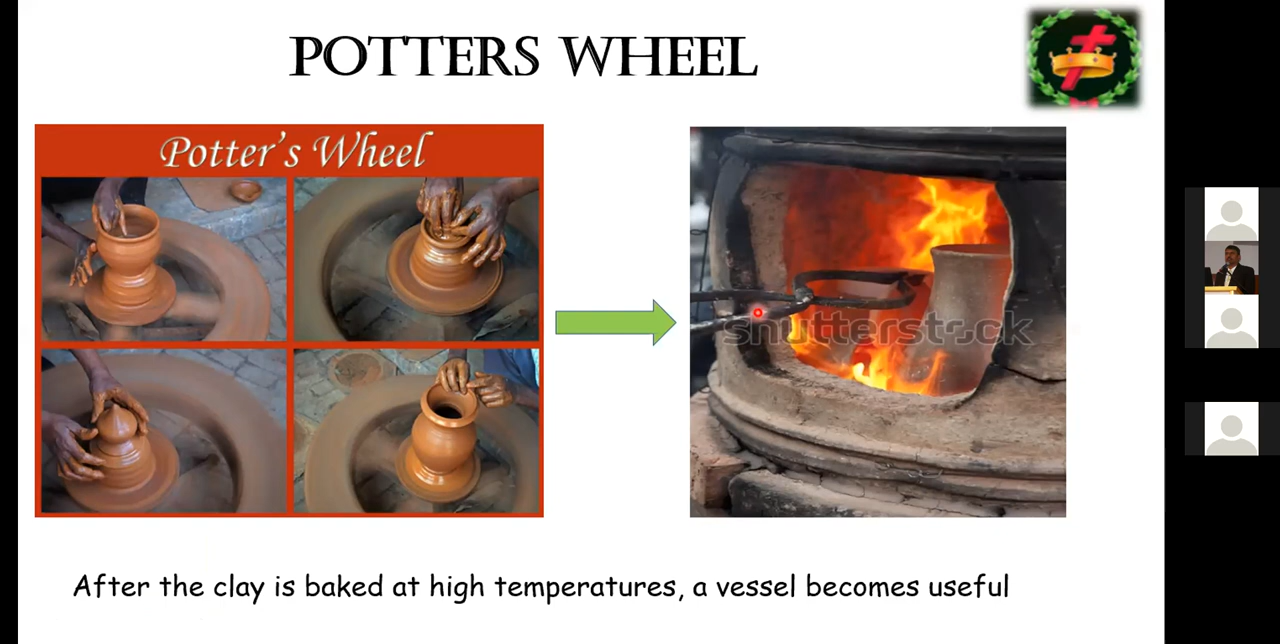 POTTERS WHEEL
Potter's Wheel
shutterstock
After the clay is baked at high temperatures, a vessel becomes useful